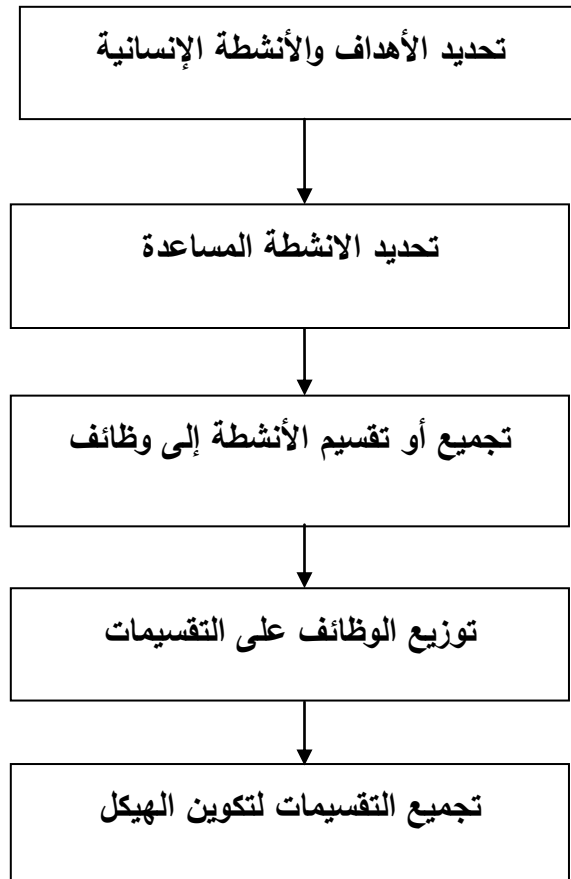 تحديد الأهداف والأنشطة الإنسانية
تحديد الانشطة المساعدة
تجميع أو تقسيم الأنشطة إلى وظائف
توزيع الوظائف على التقسيمات
تجميع التقسيمات لتكوين الهيكل